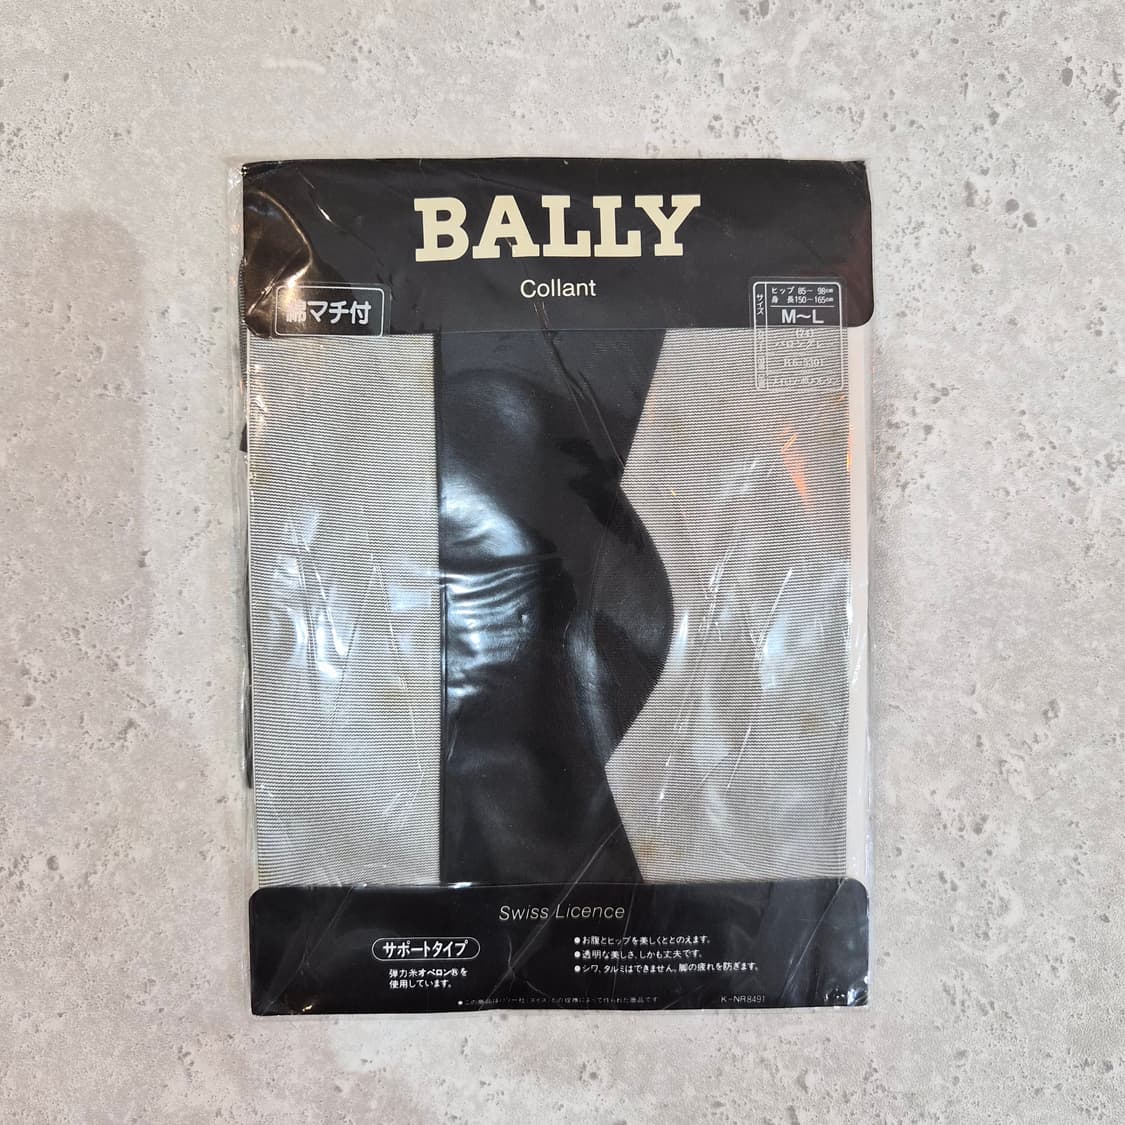 BALLY
Collant
綿マチ付
サイズ
ヒップ 85～98cm
身　長150～165cm
M～L
Swiss Licence
サポートタイプ
弾力糸オペロン®を
使用しています。
●お腹とヒップを美しくととのえます。
●透明な美しさ、しかも丈夫です。
●シワ、タルミはできません。脚の疲れを防ぎます。
K-NR8491